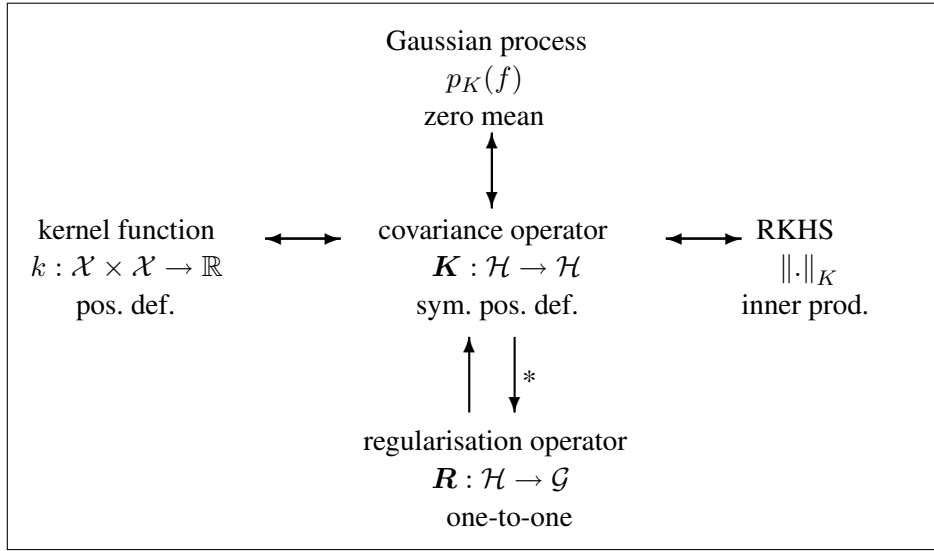 Gaussian process
p_K(f)
zero mean
kernel function
k : 𝒳 × 𝒳 → ℝ
pos. def.
covariance operator
K : ℋ → ℋ
sym. pos. def.
RKHS
‖.‖_K
inner prod.
*
regularisation operator
R : ℋ → 𝒢
one-to-one